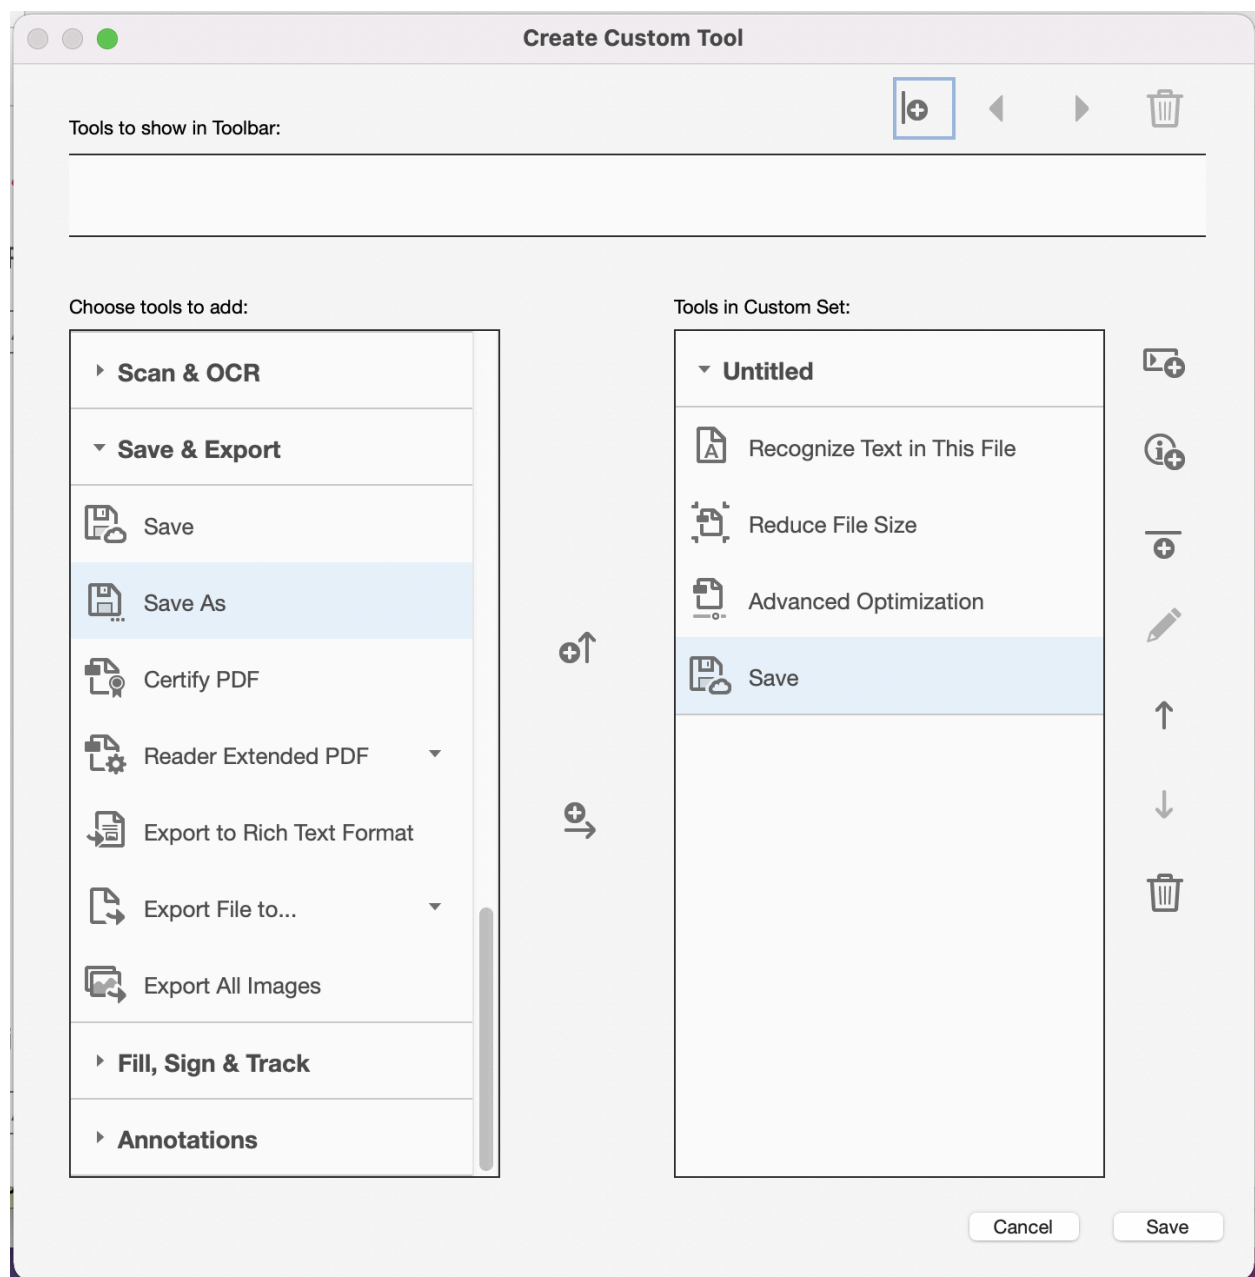 Create Custom Tool
Tools to show in Toolbar:
Choose tools to add:
Scan & OCR
Save & Export
Save
Save As
Certify PDF
Reader Extended PDF
Export to Rich Text Format
Export File to...
Export All Images
Fill, Sign & Track
Annotations
Tools in Custom Set:
Untitled
Recognize Text in This File
Reduce File Size
Advanced Optimization
Save
Cancel
Save